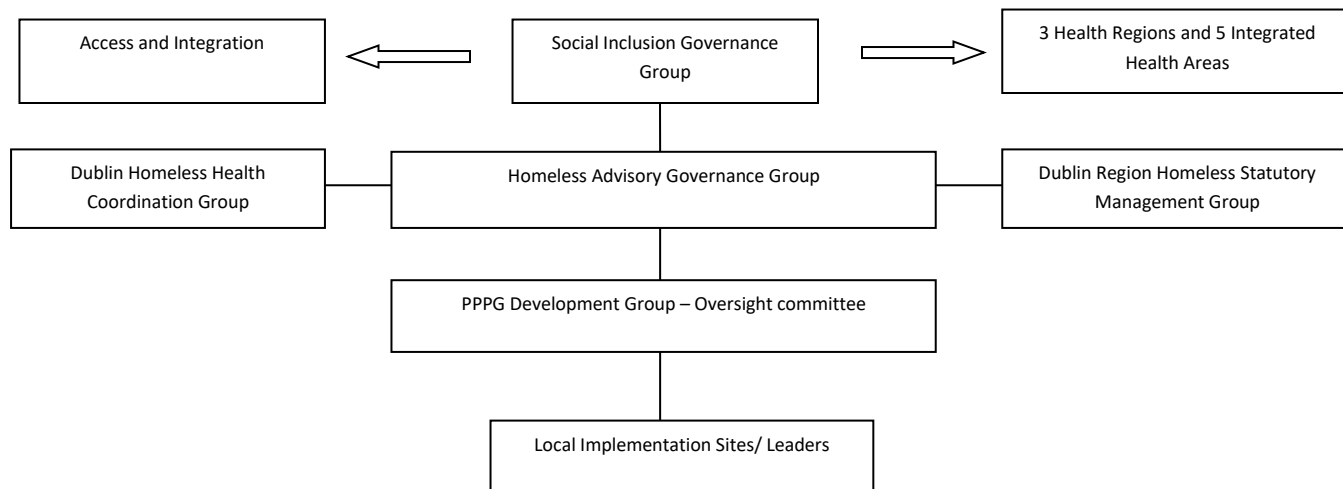 Access and Integration
Social Inclusion Governance
Group
3 Health Regions and 5 Integrated
Health Areas
Dublin Homeless Health
Coordination Group
Homeless Advisory Governance Group
Dublin Region Homeless Statutory
Management Group
PPPG Development Group – Oversight committee
Local Implementation Sites/ Leaders